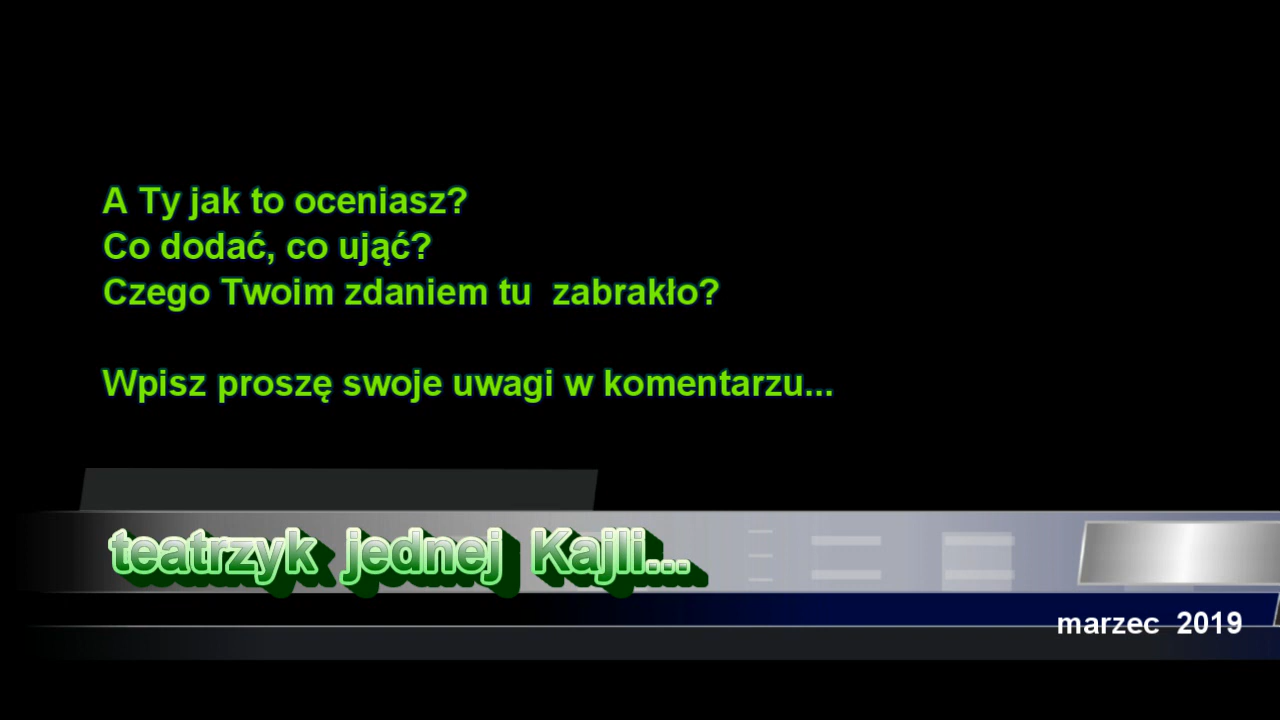 A Ty jak to oceniasz?
Co dodać, co ująć?
Czego Twoim zdaniem tu  zabrakło?
Wpisz proszę swoje uwagi w komentarzu...
teatrzyk  jednej  Kajli...
marzec  2019